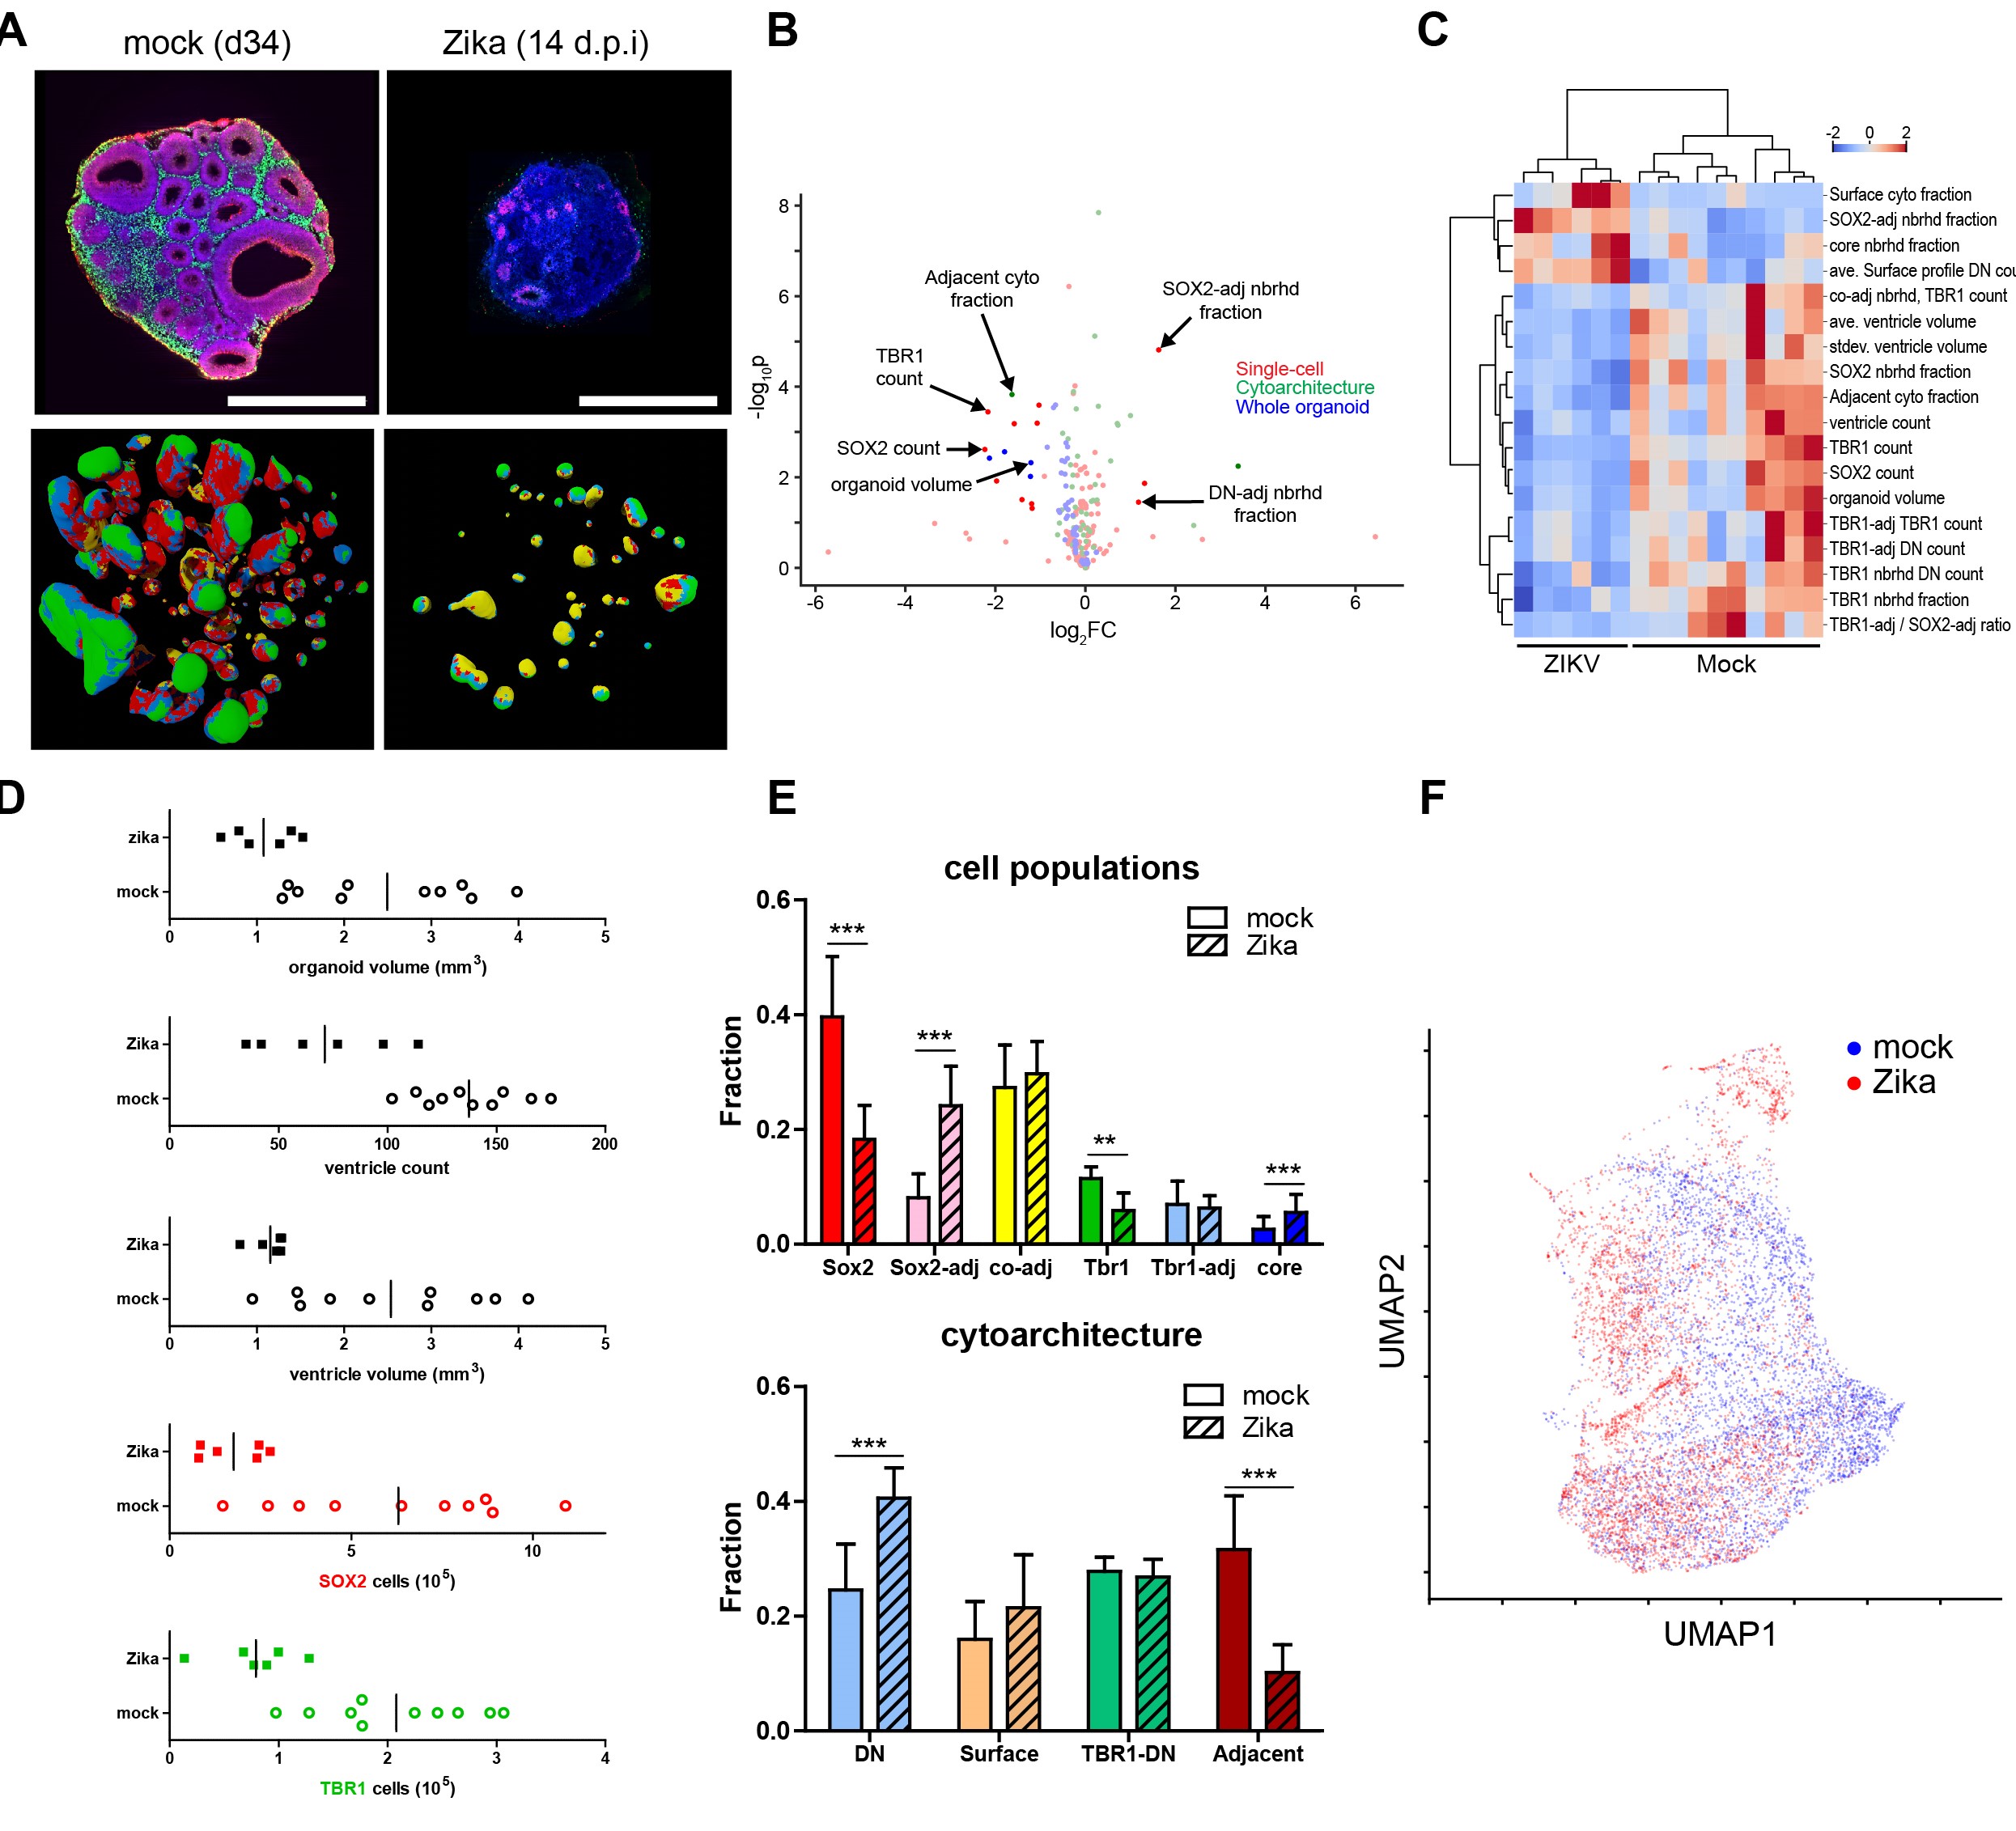 A
mock (d34)
Zika (14 d.p.i)
B
8
6
4
2
0
-6
-4
-2
0
2
4
6
-log10p
log2FC
Adjacent cyto
fraction
SOX2-adj nbrhd
fraction
TBR1
count
SOX2 count
organoid volume
DN-adj nbrhd
fraction
Single-cell
Cytoarchitecture
Whole organoid
C
-2 0 2
Surface cyto fraction
SOX2-adj nbrhd fraction
core nbrhd fraction
ave. Surface profile DN cou
co-adj nbrhd, TBR1 count
ave. ventricle volume
stdev. ventricle volume
SOX2 nbrhd fraction
Adjacent cyto fraction
ventricle count
TBR1 count
SOX2 count
organoid volume
TBR1-adj TBR1 count
TBR1-adj DN count
TBR1 nbrhd DN count
TBR1 nbrhd fraction
TBR1-adj / SOX2-adj ratio
ZIKV
Mock
D
zika
mock
0 1 2 3 4 5
organoid volume (mm3)
Zika
mock
0 50 100 150 200
ventricle count
Zika
mock
0 1 2 3 4 5
ventricle volume (mm3)
Zika
mock
0 5 10
SOX2 cells (10^5)
Zika
mock
0 1 2 3 4
TBR1 cells (10^5)
E
cell populations
0.6
0.4
0.2
0.0
Fraction
mock
Zika
***
***
**
***
Sox2 Sox2-adj co-adj Tbr1 Tbr1-adj core
cytoarchitecture
0.6
0.4
0.2
0.0
Fraction
mock
Zika
***
***
DN Surface TBR1-DN Adjacent
F
mock
Zika
UMAP2
UMAP1